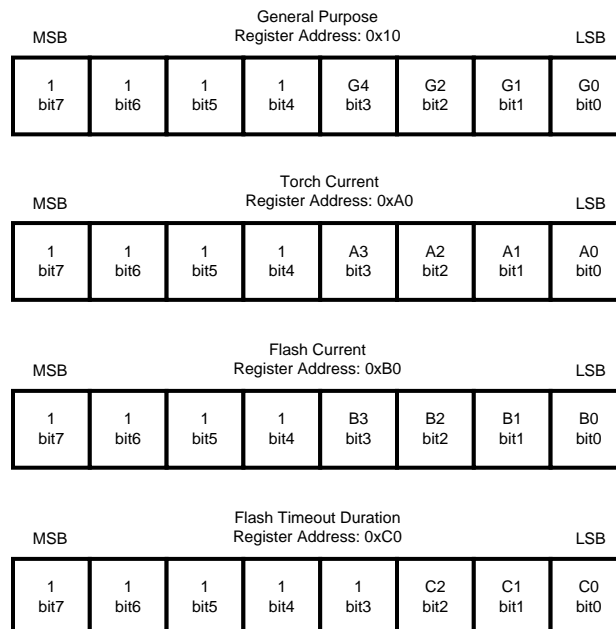 General Purpose
MSB Register Address: 0x10 LSB
1 1 1 1 G4 G2 G1 G0
bit7 bit6 bit5 bit4 bit3 bit2 bit1 bit0
Torch Current
MSB Register Address: 0xA0 LSB
1 1 1 1 A3 A2 A1 A0
bit7 bit6 bit5 bit4 bit3 bit2 bit1 bit0
Flash Current
MSB Register Address: 0xB0 LSB
1 1 1 1 B3 B2 B1 B0
bit7 bit6 bit5 bit4 bit3 bit2 bit1 bit0
Flash Timeout Duration
MSB Register Address: 0xC0 LSB
1 1 1 1 1 C2 C1 C0
bit7 bit6 bit5 bit4 bit3 bit2 bit1 bit0